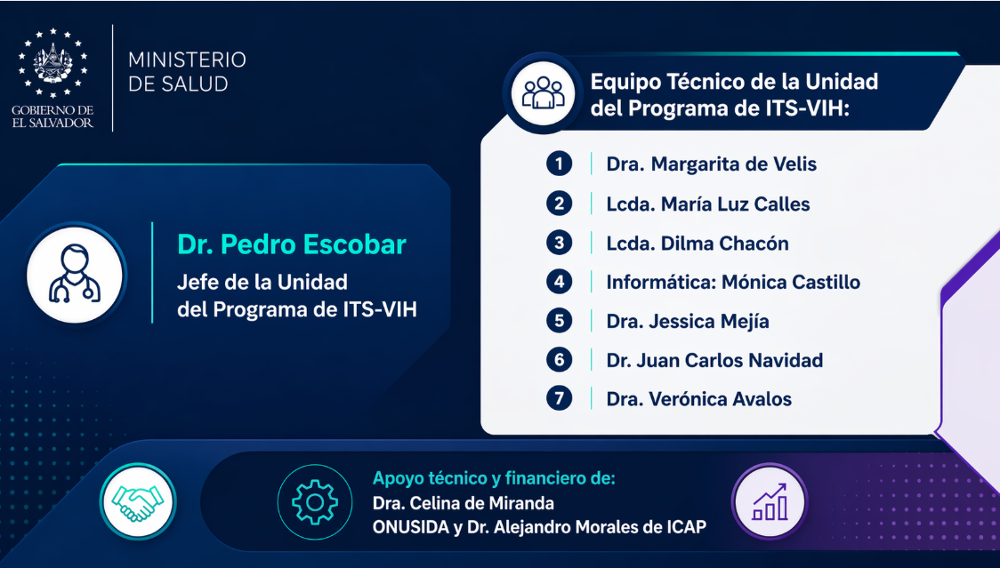 GOBIERNO DE
EL SALVADOR
MINISTERIO
DE SALUD
Dr. Pedro Escobar
Jefe de la Unidad
del Programa de ITS-VIH
Equipo Técnico de la Unidad
del Programa de ITS-VIH:
1 Dra. Margarita de Velis
2 Lcda. María Luz Calles
3 Lcda. Dilma Chacón
4 Informática: Mónica Castillo
5 Dra. Jessica Mejía
6 Dr. Juan Carlos Navidad
7 Dra. Verónica Avalos
Apoyo técnico y financiero de:
Dra. Celina de Miranda
ONUSIDA y Dr. Alejandro Morales de ICAP